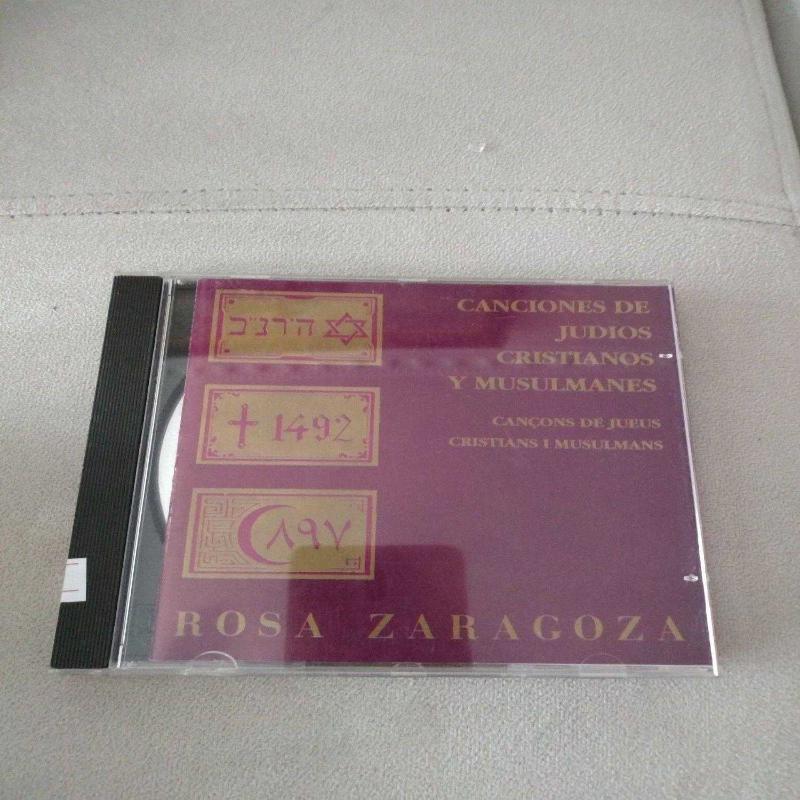 ה'רנ"ב
1492
٨٩٧
CANCIONES DE
JUDIOS
CRISTIANOS
Y MUSULMANES
CANÇONS DE JUEUS
CRISTIANS I MUSULMANS
ROSA ZARAGOZA